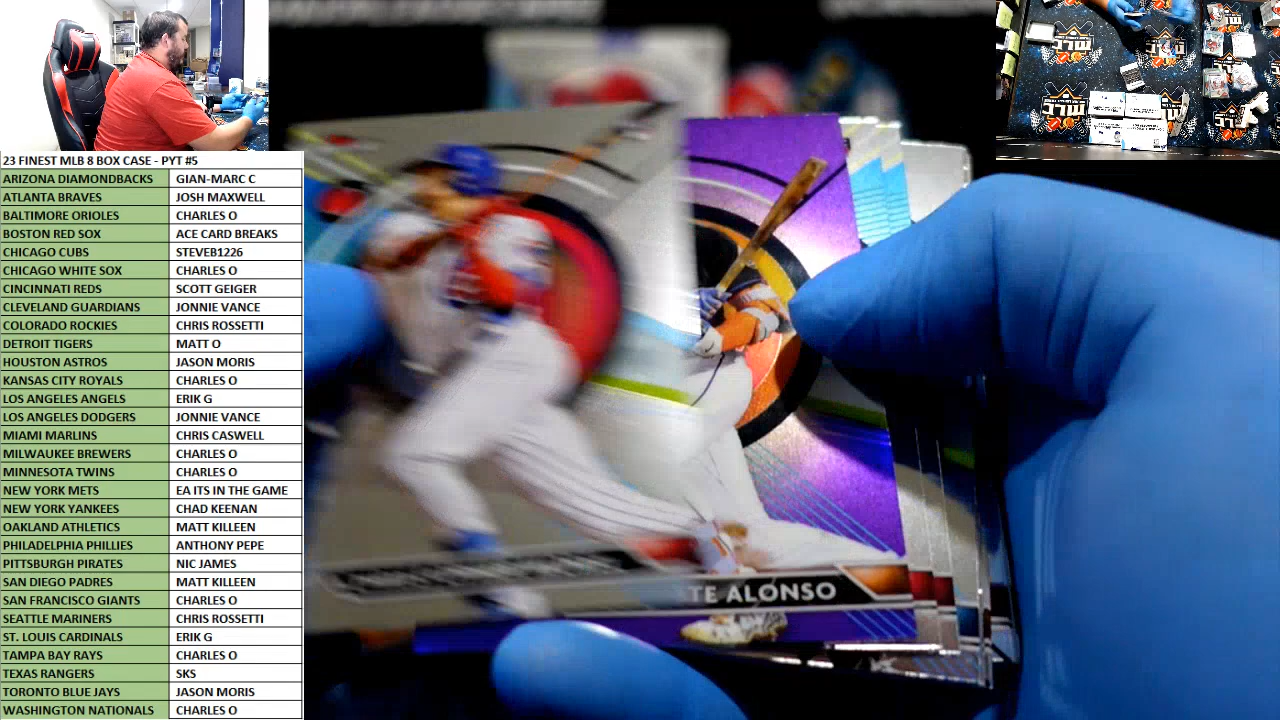 23 FINEST MLB 8 BOX CASE - PYT #5
ARIZONA DIAMONDBACKS GIAN-MARC C
ATLANTA BRAVES JOSH MAXWELL
BALTIMORE ORIOLES CHARLES O
BOSTON RED SOX ACE CARD BREAKS
CHICAGO CUBS STEVEB1226
CHICAGO WHITE SOX CHARLES O
CINCINNATI REDS SCOTT GEIGER
CLEVELAND GUARDIANS JONNIE VANCE
COLORADO ROCKIES CHRIS ROSSETTI
DETROIT TIGERS MATT O
HOUSTON ASTROS JASON MORIS
KANSAS CITY ROYALS CHARLES O
LOS ANGELES ANGELS ERIK G
LOS ANGELES DODGERS JONNIE VANCE
MIAMI MARLINS CHRIS CASWELL
MILWAUKEE BREWERS CHARLES O
MINNESOTA TWINS CHARLES O
NEW YORK METS EA ITS IN THE GAME
NEW YORK YANKEES CHAD KEENAN
OAKLAND ATHLETICS MATT KILLEEN
PHILADELPHIA PHILLIES ANTHONY PEPE
PITTSBURGH PIRATES NIC JAMES
SAN DIEGO PADRES MATT KILLEEN
SAN FRANCISCO GIANTS CHARLES O
SEATTLE MARINERS CHRIS ROSSETTI
ST. LOUIS CARDINALS ERIK G
TAMPA BAY RAYS CHARLES O
TEXAS RANGERS SKS
TORONTO BLUE JAYS JASON MORIS
WASHINGTON NATIONALS CHARLES O
TE ALONSO